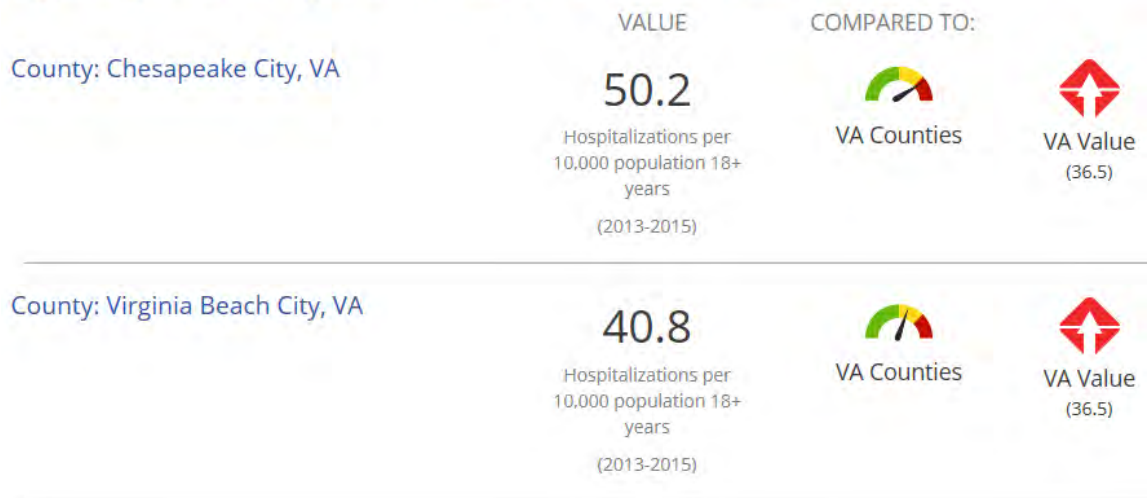 VALUE
COMPARED TO:
County: Chesapeake City, VA
50.2
Hospitalizations per
10,000 population 18+
years
(2013-2015)
VA Counties
VA Value
(36.5)
County: Virginia Beach City, VA
40.8
Hospitalizations per
10,000 population 18+
years
(2013-2015)
VA Counties
VA Value
(36.5)